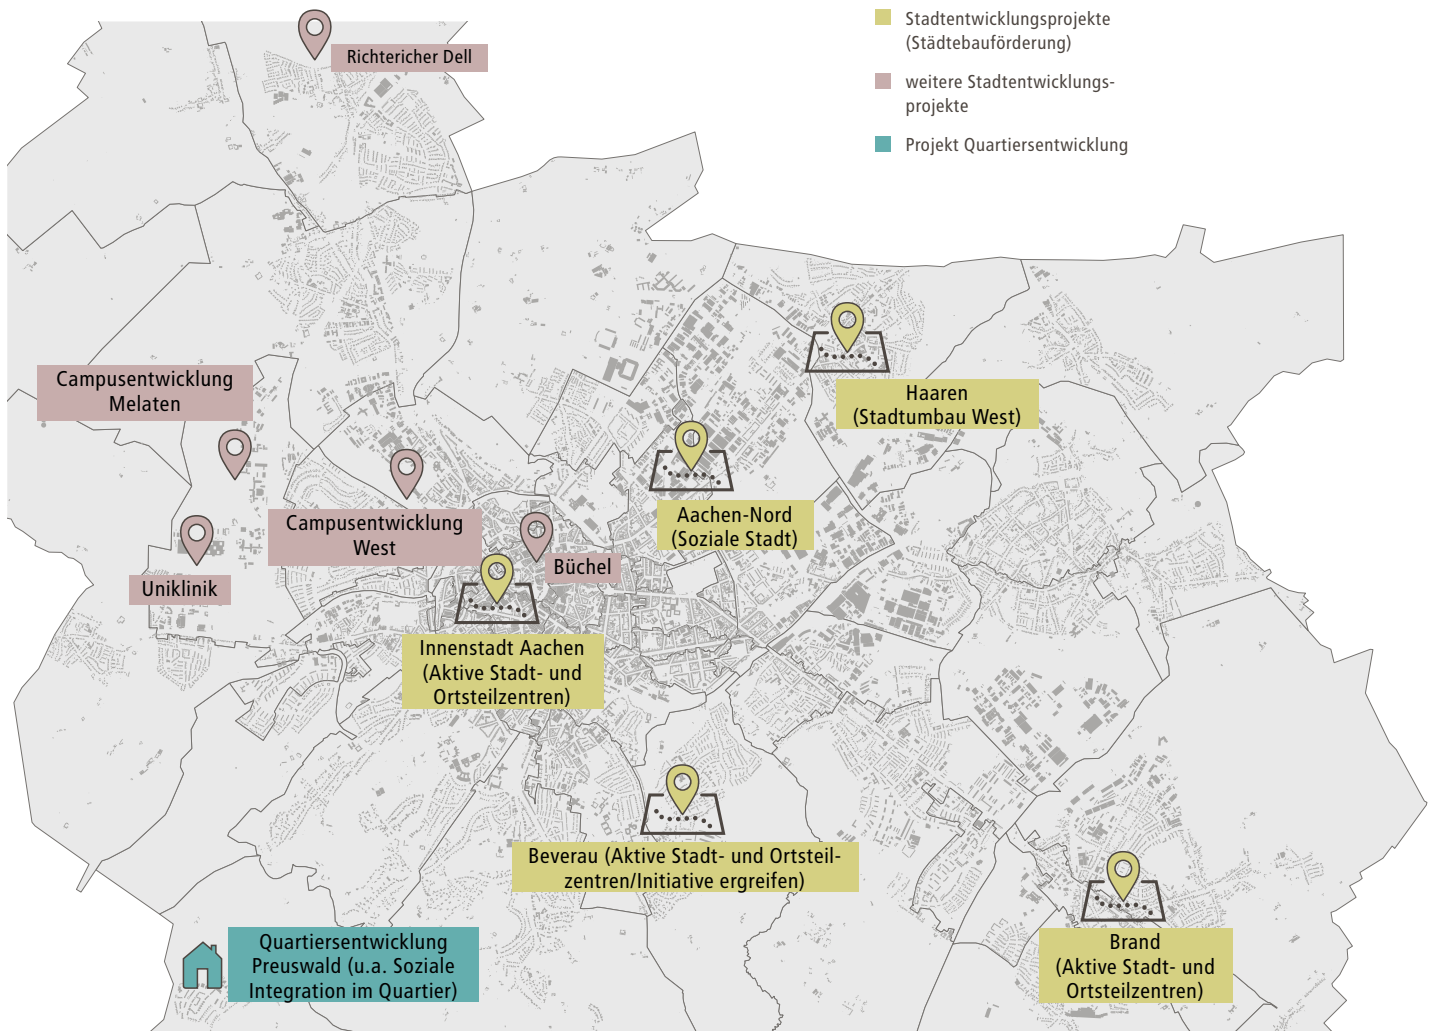 Stadtentwicklungsprojekte
(Städtebauförderung)
weitere Stadtentwicklungs-
projekte
Projekt Quartiersentwicklung
Richtericher Dell
Campusentwicklung
Melaten
Haaren
(Stadtumbau West)
Campusentwicklung
West
Aachen-Nord
(Soziale Stadt)
Büchel
Uniklinik
Innenstadt Aachen
(Aktive Stadt- und
Ortsteilzentren)
Beverau (Aktive Stadt- und Ortsteil-
zentren/Initiative ergreifen)
Quartiersentwicklung
Preuswald (u.a. Soziale
Integration im Quartier)
Brand
(Aktive Stadt- und
Ortsteilzentren)